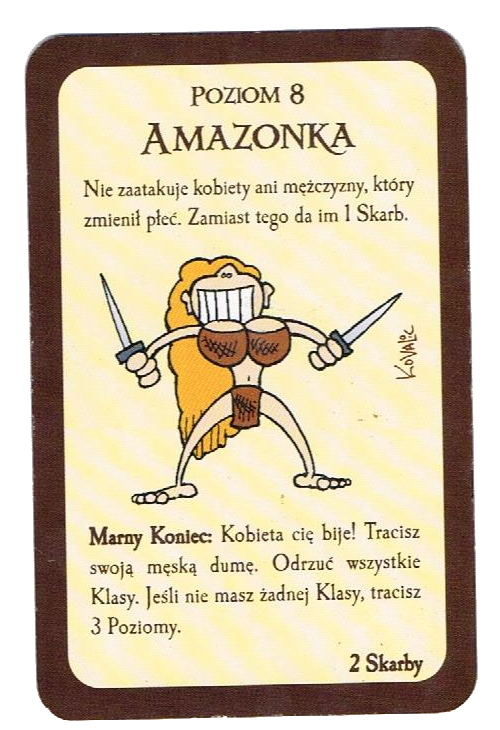 Poziom 8
Amazonka
Nie zaatakuje kobiety ani mężczyzny, który
zmienił płeć. Zamiast tego da im 1 Skarb.
Kovalic
Marny Koniec: Kobieta cię bije! Tracisz
swoją męską dumę. Odrzuć wszystkie
Klasy. Jeśli nie masz żadnej Klasy, tracisz
3 Poziomy.
2 Skarby